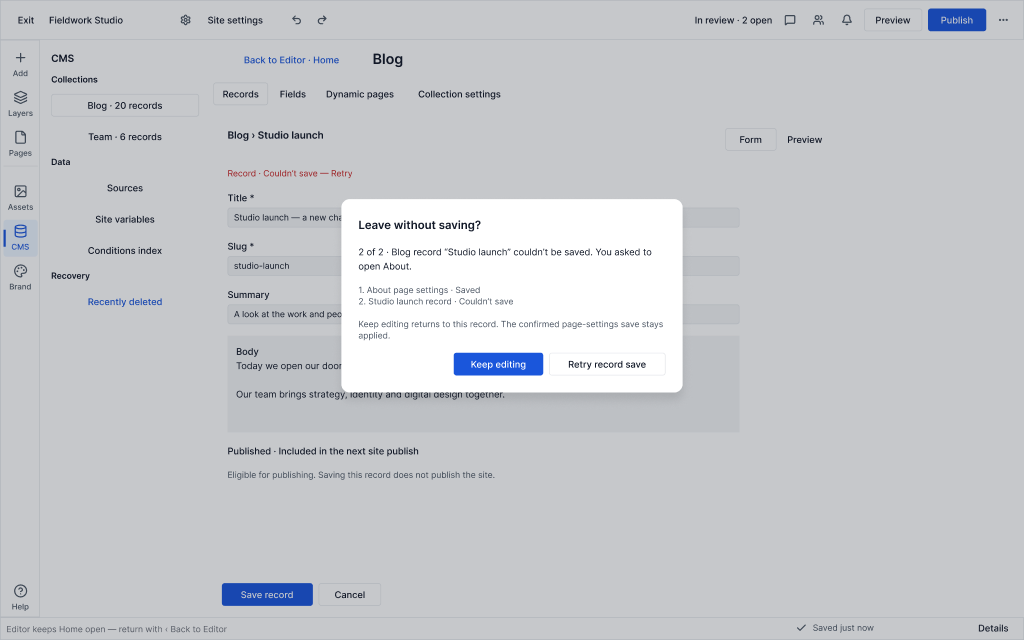 Exit
Fieldwork Studio
Site settings
In review · 2 open
Preview
Publish
Add
Layers
Pages
Assets
CMS
Brand
Help
CMS
Collections
Blog · 20 records
Team · 6 records
Data
Sources
Site variables
Conditions index
Recovery
Recently deleted
Back to Editor · Home
Blog
Records
Fields
Dynamic pages
Collection settings
Blog › Studio launch
Form
Preview
Record · Couldn't save — Retry
Title *
Studio launch — a new cha
Slug *
studio-launch
Summary
A look at the work and peo
Body
Today we open our door
Our team brings strategy, identity and digital design together.
Published · Included in the next site publish
Eligible for publishing. Saving this record does not publish the site.
Save record
Cancel
Leave without saving?
2 of 2 · Blog record “Studio launch” couldn’t be saved. You asked to
open About.
1. About page settings · Saved
2. Studio launch record · Couldn’t save
Keep editing returns to this record. The confirmed page-settings save stays
applied.
Keep editing
Retry record save
Editor keeps Home open — return with ‹ Back to Editor
Saved just now
Details